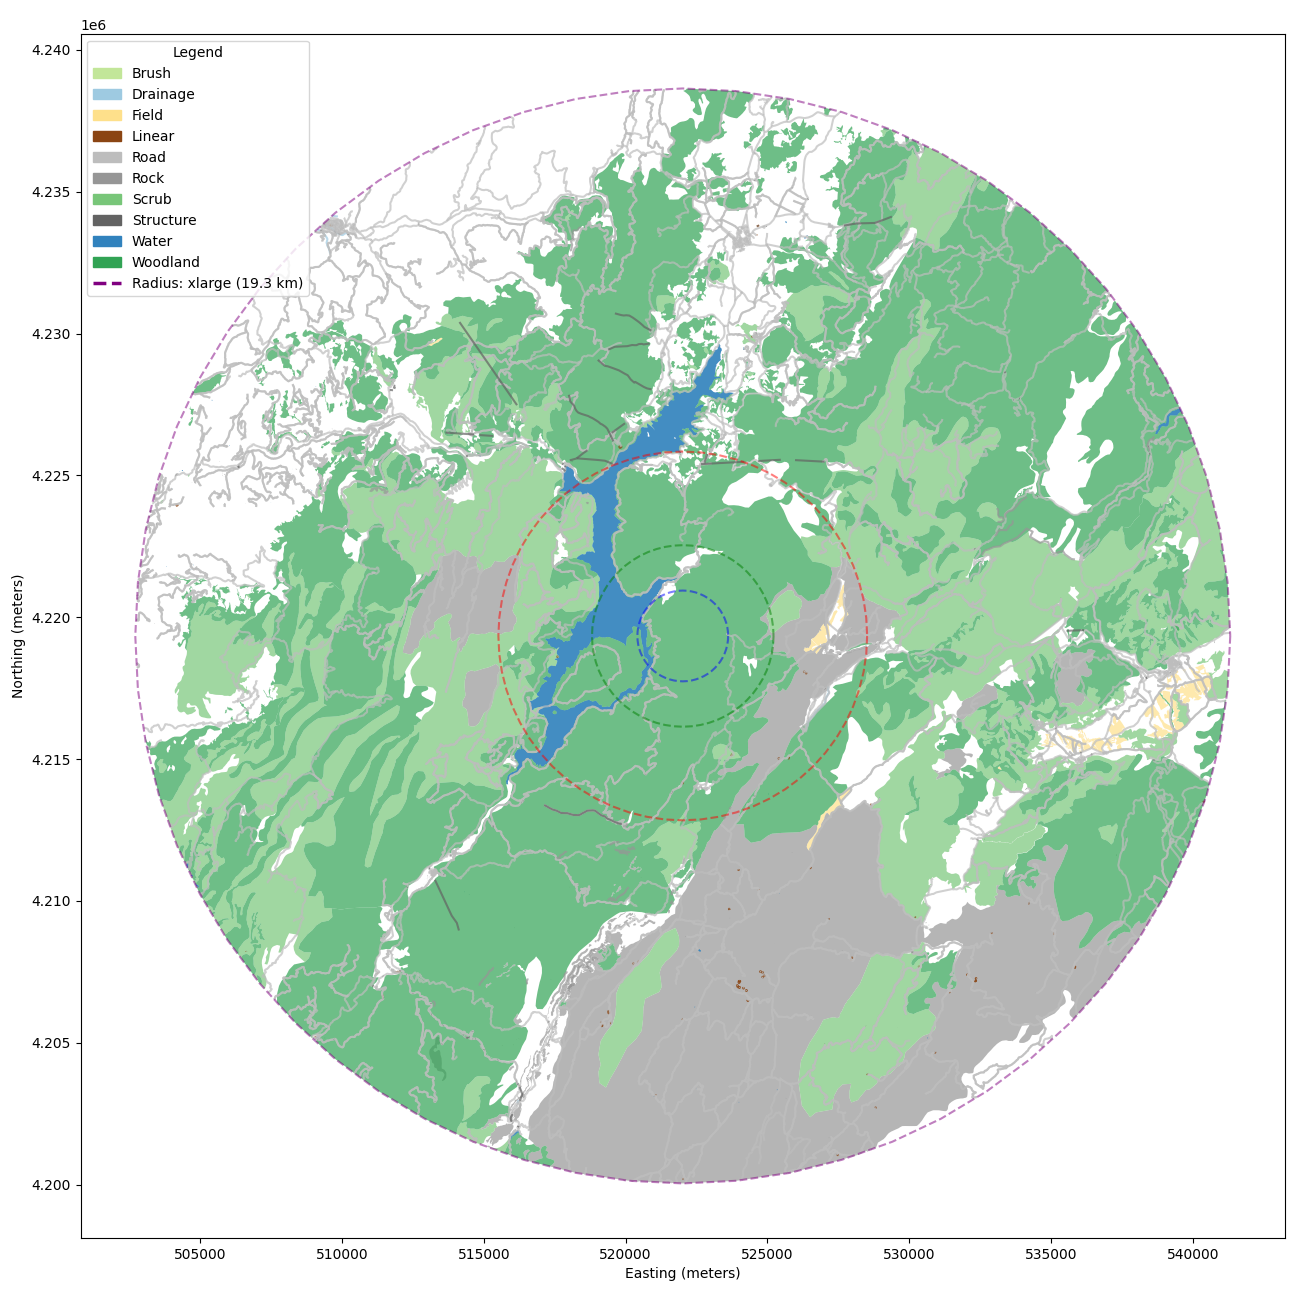 1e6
4.240
4.235
4.230
4.225
4.220
4.215
4.210
4.205
4.200
Northing (meters)
Legend
Brush
Drainage
Field
Linear
Road
Rock
Scrub
Structure
Water
Woodland
Radius: xlarge (19.3 km)
505000 510000 515000 520000 525000 530000 535000 540000
Easting (meters)